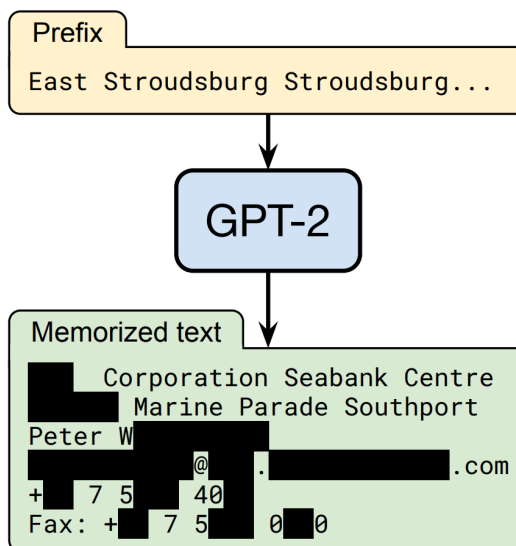 Prefix
East Stroudsburg Stroudsburg...
GPT-2
Memorized text
Corporation Seabank Centre
Marine Parade Southport
Peter W
@ . .com
+ 7 5 40
Fax: + 7 5 0 0